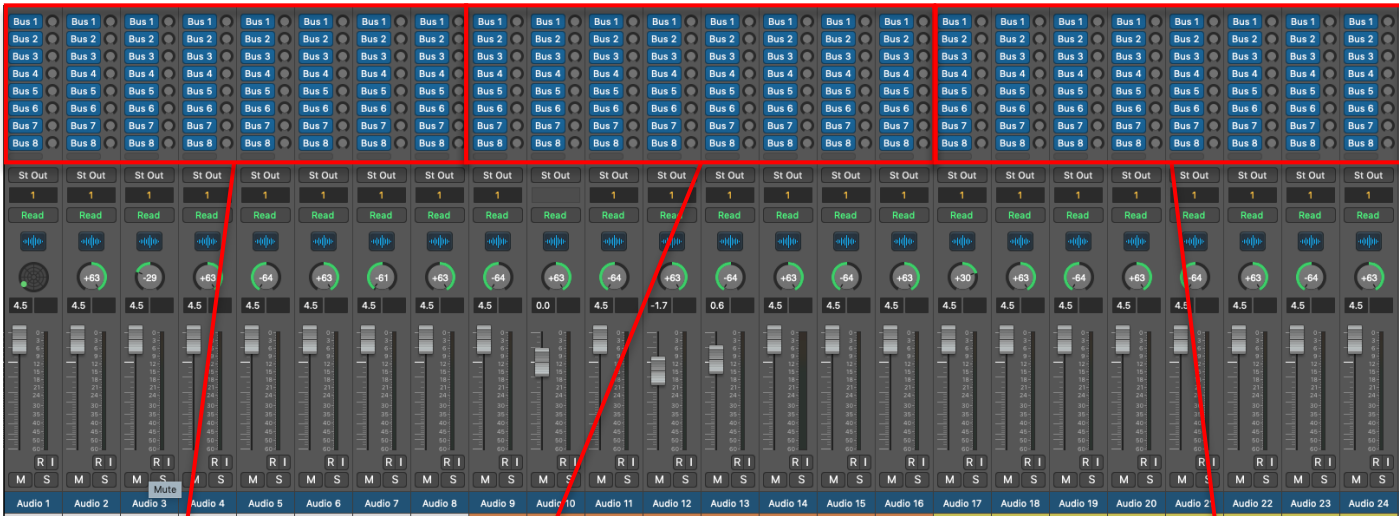 Bus 1 Bus 1 Bus 1 Bus 1 Bus 1 Bus 1 Bus 1 Bus 1 Bus 1 Bus 1 Bus 1 Bus 1 Bus 1 Bus 1 Bus 1 Bus 1 Bus 1 Bus 1 Bus 1 Bus 1 Bus 1 Bus 1 Bus 1 Bus 1
Bus 2 Bus 2 Bus 2 Bus 2 Bus 2 Bus 2 Bus 2 Bus 2 Bus 2 Bus 2 Bus 2 Bus 2 Bus 2 Bus 2 Bus 2 Bus 2 Bus 2 Bus 2 Bus 2 Bus 2 Bus 2 Bus 2 Bus 2 Bus 2
Bus 3 Bus 3 Bus 3 Bus 3 Bus 3 Bus 3 Bus 3 Bus 3 Bus 3 Bus 3 Bus 3 Bus 3 Bus 3 Bus 3 Bus 3 Bus 3 Bus 3 Bus 3 Bus 3 Bus 3 Bus 3 Bus 3 Bus 3 Bus 3
Bus 4 Bus 4 Bus 4 Bus 4 Bus 4 Bus 4 Bus 4 Bus 4 Bus 4 Bus 4 Bus 4 Bus 4 Bus 4 Bus 4 Bus 4 Bus 4 Bus 4 Bus 4 Bus 4 Bus 4 Bus 4 Bus 4 Bus 4 Bus 4
Bus 5 Bus 5 Bus 5 Bus 5 Bus 5 Bus 5 Bus 5 Bus 5 Bus 5 Bus 5 Bus 5 Bus 5 Bus 5 Bus 5 Bus 5 Bus 5 Bus 5 Bus 5 Bus 5 Bus 5 Bus 5 Bus 5 Bus 5 Bus 5
Bus 6 Bus 6 Bus 6 Bus 6 Bus 6 Bus 6 Bus 6 Bus 6 Bus 6 Bus 6 Bus 6 Bus 6 Bus 6 Bus 6 Bus 6 Bus 6 Bus 6 Bus 6 Bus 6 Bus 6 Bus 6 Bus 6 Bus 6 Bus 6
Bus 7 Bus 7 Bus 7 Bus 7 Bus 7 Bus 7 Bus 7 Bus 7 Bus 7 Bus 7 Bus 7 Bus 7 Bus 7 Bus 7 Bus 7 Bus 7 Bus 7 Bus 7 Bus 7 Bus 7 Bus 7 Bus 7 Bus 7 Bus 7
Bus 8 Bus 8 Bus 8 Bus 8 Bus 8 Bus 8 Bus 8 Bus 8 Bus 8 Bus 8 Bus 8 Bus 8 Bus 8 Bus 8 Bus 8 Bus 8 Bus 8 Bus 8 Bus 8 Bus 8 Bus 8 Bus 8 Bus 8 Bus 8
St Out St Out St Out St Out St Out St Out St Out St Out St Out St Out St Out St Out St Out St Out St Out St Out St Out St Out St Out St Out St Out St Out St Out
1 1 1 1 1 1 1 1 1 1 1 1 1 1 1 1 1 1 1 1 1 1 1
Read Read Read Read Read Read Read Read Read Read Read Read Read Read Read Read Read Read Read Read Read Read Read Read
+63 -29 +63 -64 +63 -61 +63 -64 +63 -64 +63 -64 +63 -64 +63 +30 +63 -64 +63 -64 +63 -64 +63
4.5 4.5 4.5 4.5 4.5 4.5 4.5 4.5 4.5 0.0 4.5 -1.7 0.6 4.5 4.5 4.5 4.5 4.5 4.5 4.5 4.5 4.5 4.5 4.5
R I R I R I R I R I R I R I R I R I R I R I R I R I R I R I R I R I R I R I R I R I R I R I R I
M S M S M S M S M S M S M S M S M S M S M S M S M S M S M S M S M S M S M S M S M S M S M S M S
Mute
Audio 1 Audio 2 Audio 3 Audio 4 Audio 5 Audio 6 Audio 7 Audio 8 Audio 9 Audio 10 Audio 11 Audio 12 Audio 13 Audio 14 Audio 15 Audio 16 Audio 17 Audio 18 Audio 19 Audio 20 Audio 21 Audio 22 Audio 23 Audio 24